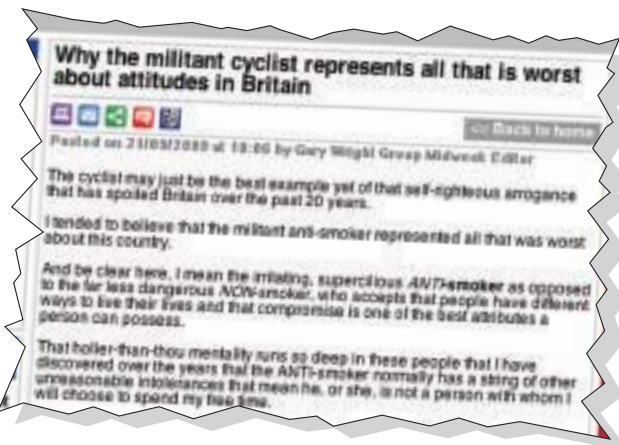 Why the militant cyclist represents all that is worst
about attitudes in Britain
<< Back to home
Posted on 21/05/2010 at by Gary Wright Group Midweek Editor
The cyclist may just be the best example yet of that self-righteous arrogance
that has spoiled Britain over the past 20 years.
I tended to believe that the militant anti-smoker represented all that was worst
about this country.
And be clear here, I mean the irritating, supercilious ANTI-smoker as opposed
to the far less dangerous NON-smoker, who accepts that people have different
ways to live their lives and that compromise is one of the best attributes a
person can possess.
That holier-than-thou mentality runs so deep in these people that I have
discovered over the years that the ANTI-smoker normally has a string of other
unreasonable intolerances that mean he, or she, is not a person with whom I
will choose to spend my free time.